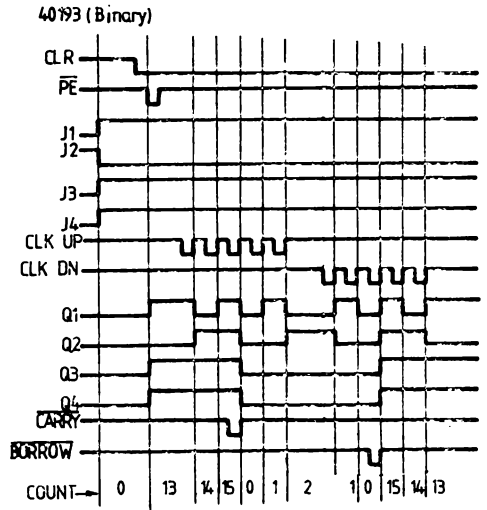 40193 (Binary)
CLR
PE
J1
J2
J3
J4
CLK UP
CLK DN
Q1
Q2
Q3
Q4
CARRY
BORROW
COUNT→ 0 13 14 15 0 1 2 1 0 15 14 13